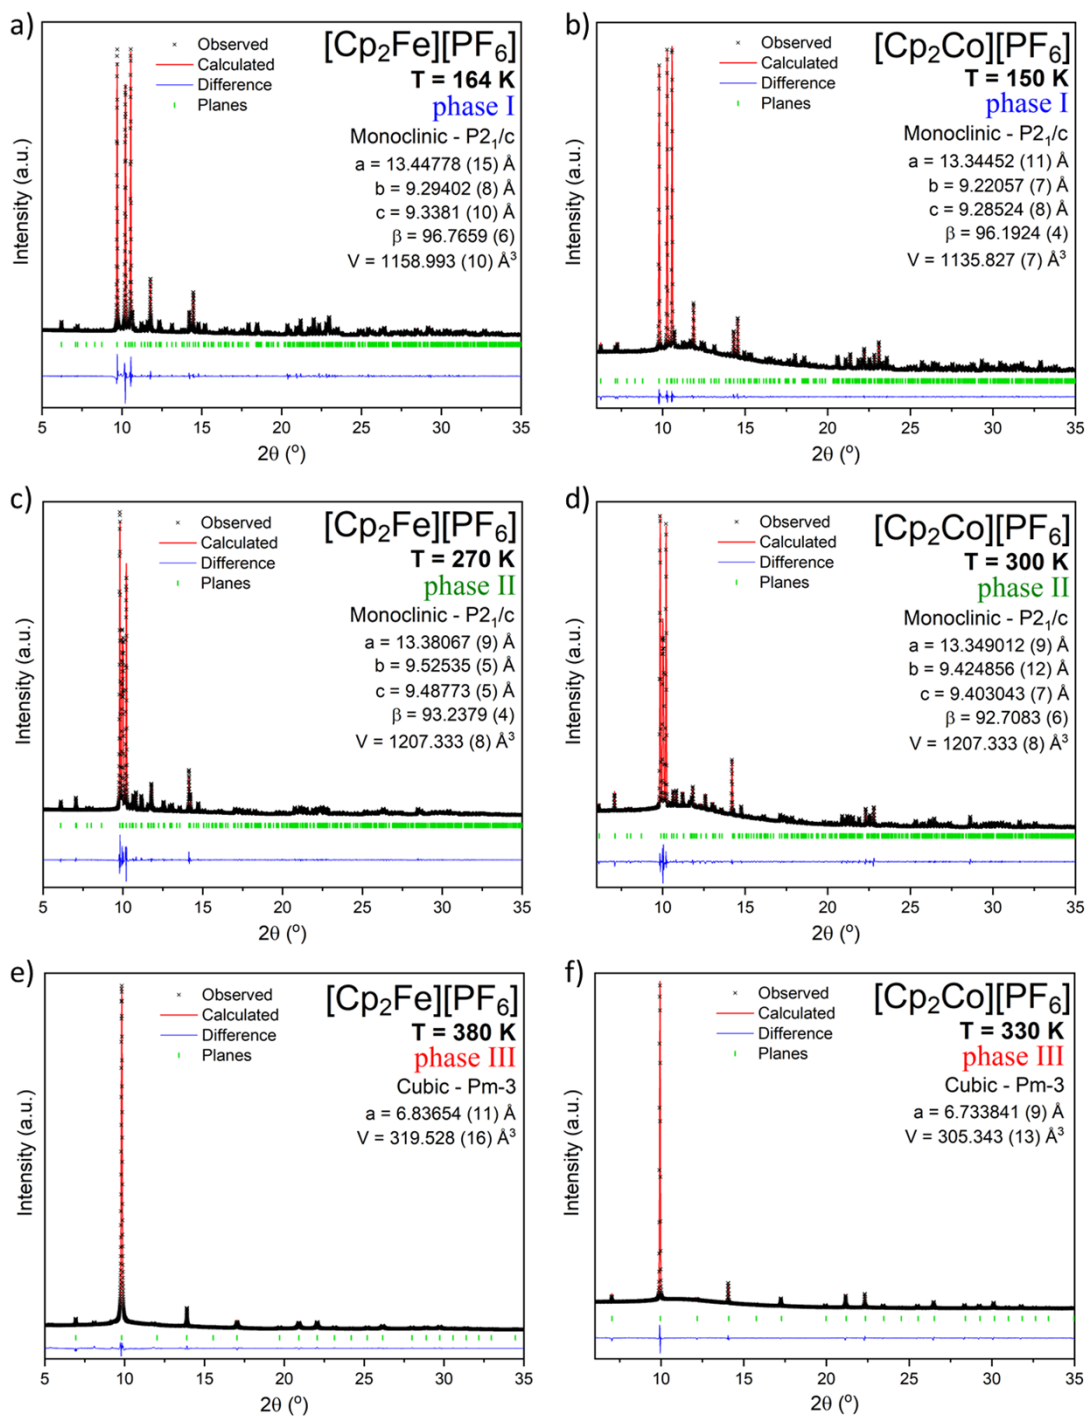 a)
Observed
Calculated
Difference
Planes
[Cp₂Fe][PF₆]
T = 164 K
phase I
Monoclinic - P2₁/c
a = 13.44778 (15) Å
b = 9.29402 (8) Å
c = 9.3381 (10) Å
β = 96.7659 (6)
V = 1158.993 (10) Å³
Intensity (a.u.)
5 10 15 20 25 30 35
2θ (°)
b)
Observed
Calculated
Difference
Planes
[Cp₂Co][PF₆]
T = 150 K
phase I
Monoclinic - P2₁/c
a = 13.34452 (11) Å
b = 9.22057 (7) Å
c = 9.28524 (8) Å
β = 96.1924 (4)
V = 1135.827 (7) Å³
Intensity (a.u.)
10 15 20 25 30 35
2θ (°)
c)
Observed
Calculated
Difference
Planes
[Cp₂Fe][PF₆]
T = 270 K
phase II
Monoclinic - P2₁/c
a = 13.38067 (9) Å
b = 9.52535 (5) Å
c = 9.48773 (5) Å
β = 93.2379 (4)
V = 1207.333 (8) Å³
Intensity (a.u.)
5 10 15 20 25 30 35
2θ (°)
d)
Observed
Calculated
Difference
Planes
[Cp₂Co][PF₆]
T = 300 K
phase II
Monoclinic - P2₁/c
a = 13.349012 (9) Å
b = 9.424856 (12) Å
c = 9.403043 (7) Å
β = 92.7083 (6)
V = 1207.333 (8) Å³
Intensity (a.u.)
10 15 20 25 30 35
2θ (°)
e)
Observed
Calculated
Difference
Planes
[Cp₂Fe][PF₆]
T = 380 K
phase III
Cubic - Pm-3
a = 6.83654 (11) Å
V = 319.528 (16) Å³
Intensity (a.u.)
5 10 15 20 25 30 35
2θ (°)
f)
Observed
Calculated
Difference
Planes
[Cp₂Co][PF₆]
T = 330 K
phase III
Cubic - Pm-3
a = 6.733841 (9) Å
V = 305.343 (13) Å³
Intensity (a.u.)
10 15 20 25 30 35
2θ (°)